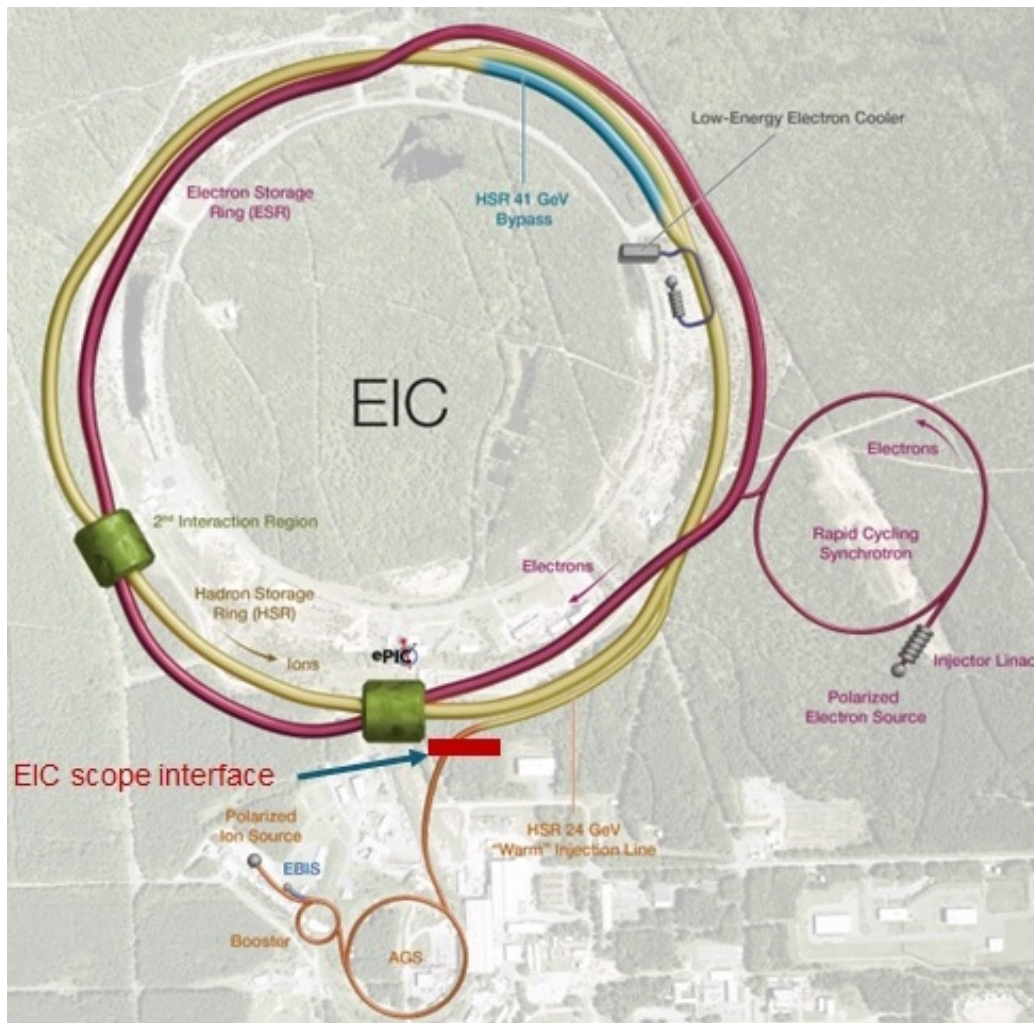 Low-Energy Electron Cooler
Electron Storage
Ring (ESR)
HSR 41 GeV
Bypass
EIC
Electrons
Rapid Cycling
Synchrotron
2nd Interaction Region
Electrons
Hadron Storage
Ring (HSR)
Ions
ePIC
Injector Linac
Polarized
Electron Source
EIC scope interface
Polarized
Ion Source
HSR 24 GeV
"Warm" Injection Line
EBIS
Booster
AGS